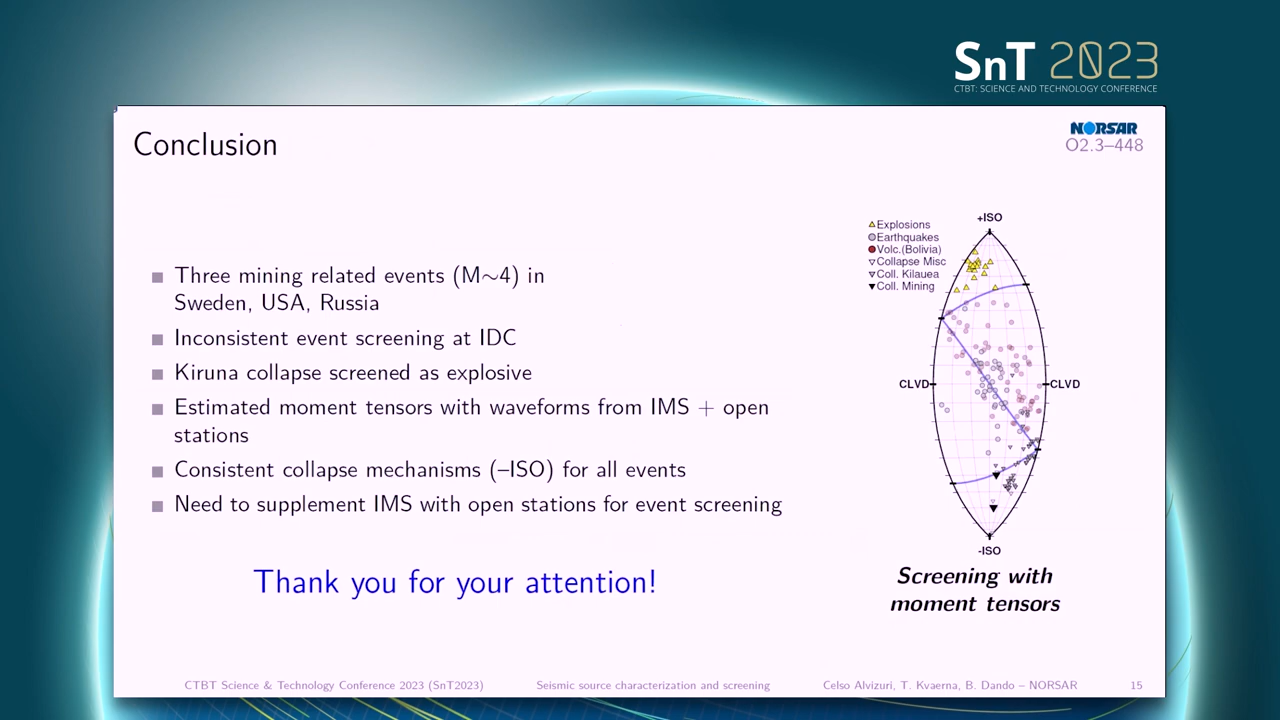 SnT 2023
CTBT: SCIENCE AND TECHNOLOGY CONFERENCE
Conclusion
NORSAR
O2.3–448
Three mining related events (M∼4) in
Sweden, USA, Russia
Inconsistent event screening at IDC
Kiruna collapse screened as explosive
Estimated moment tensors with waveforms from IMS + open
stations
Consistent collapse mechanisms (–ISO) for all events
Need to supplement IMS with open stations for event screening
Thank you for your attention!
+ISO
Explosions
Earthquakes
Volc.(Bolivia)
Collapse Misc
Coll. Kilauea
Coll. Mining
CLVD
CLVD
-ISO
Screening with
moment tensors
CTBT Science & Technology Conference 2023 (SnT2023)
Seismic source characterization and screening
Celso Alvizuri, T. Kvaerna, B. Dando – NORSAR
15